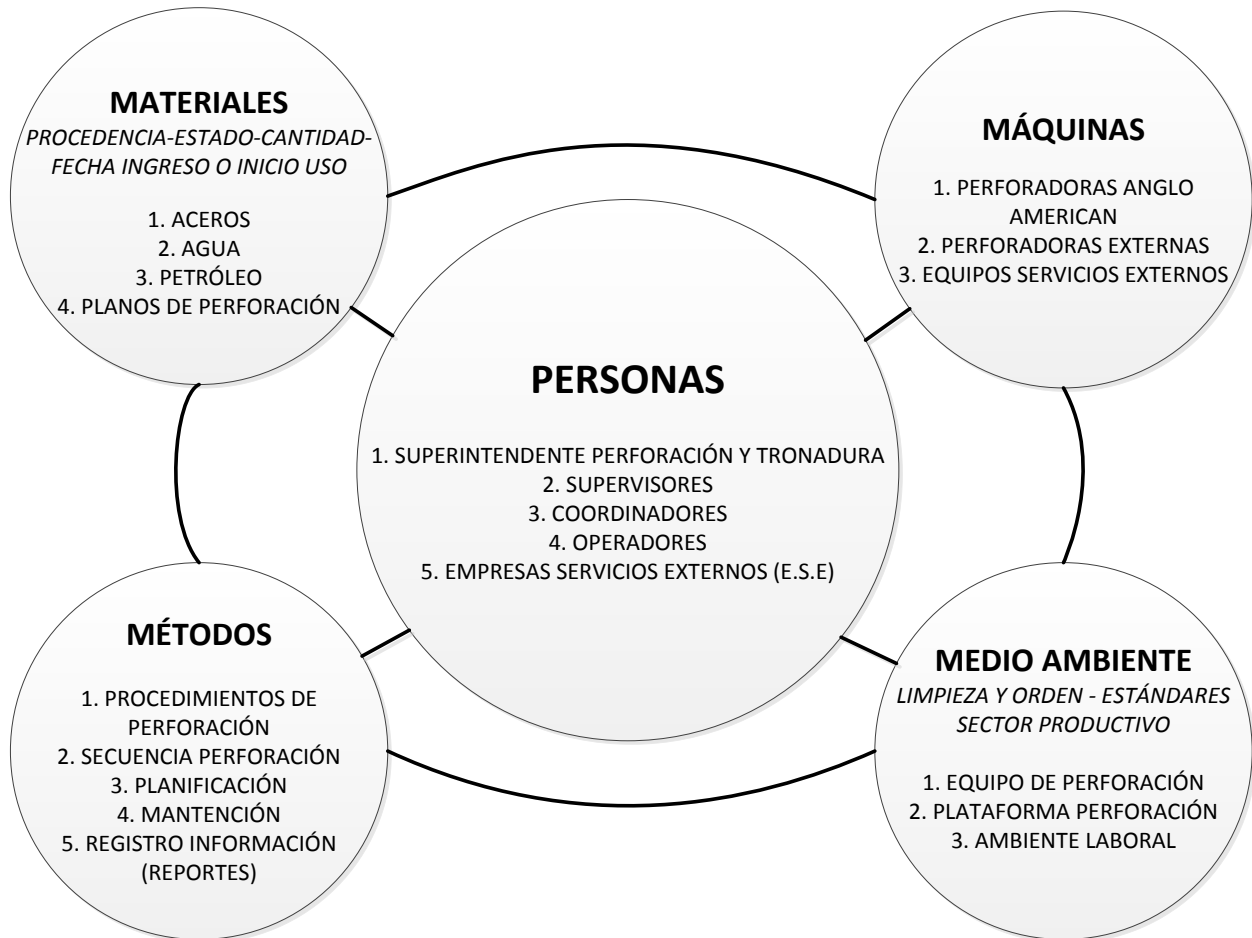 MATERIALES
PROCEDENCIA-ESTADO-CANTIDAD-
FECHA INGRESO O INICIO USO
1. ACEROS
2. AGUA
3. PETRÓLEO
4. PLANOS DE PERFORACIÓN
MÁQUINAS
1. PERFORADORAS ANGLO
AMERICAN
2. PERFORADORAS EXTERNAS
3. EQUIPOS SERVICIOS EXTERNOS
PERSONAS
1. SUPERINTENDENTE PERFORACIÓN Y TRONADURA
2. SUPERVISORES
3. COORDINADORES
4. OPERADORES
5. EMPRESAS SERVICIOS EXTERNOS (E.S.E)
MÉTODOS
1. PROCEDIMIENTOS DE
PERFORACIÓN
2. SECUENCIA PERFORACIÓN
3. PLANIFICACIÓN
4. MANTENCIÓN
5. REGISTRO INFORMACIÓN
(REPORTES)
MEDIO AMBIENTE
LIMPIEZA Y ORDEN - ESTÁNDARES
SECTOR PRODUCTIVO
1. EQUIPO DE PERFORACIÓN
2. PLATAFORMA PERFORACIÓN
3. AMBIENTE LABORAL